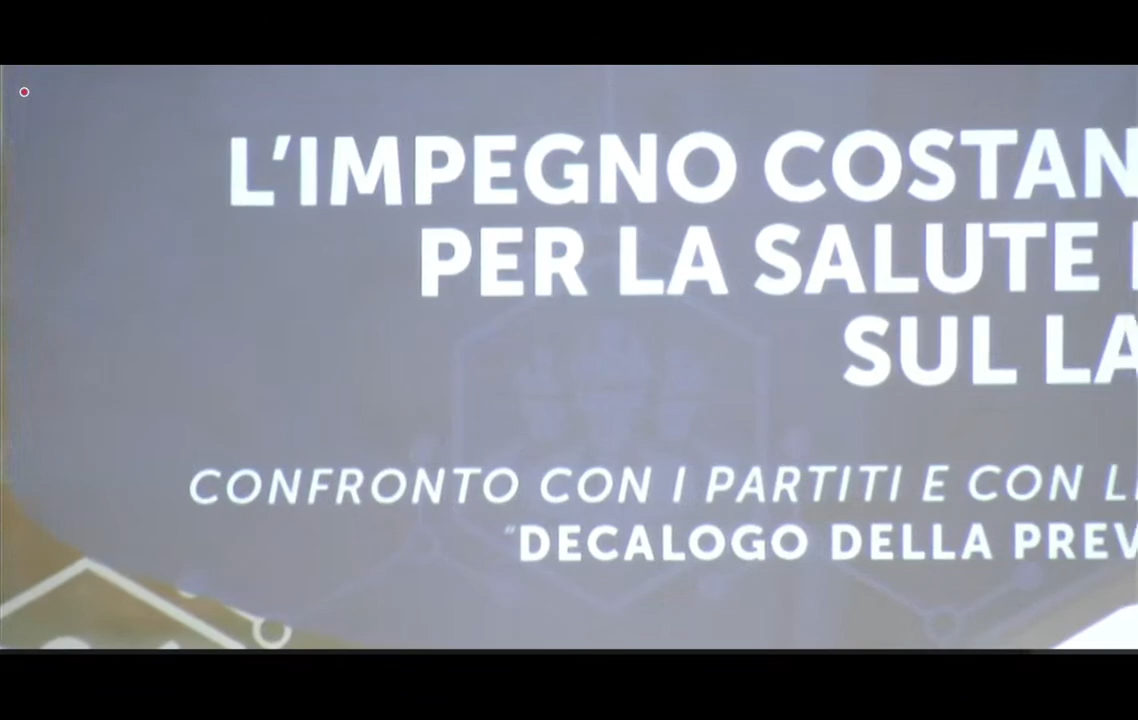 L'IMPEGNO COSTAN
PER LA SALUTE
SUL LA
CONFRONTO CON I PARTITI E CON L
"DECALOGO DELLA PREV